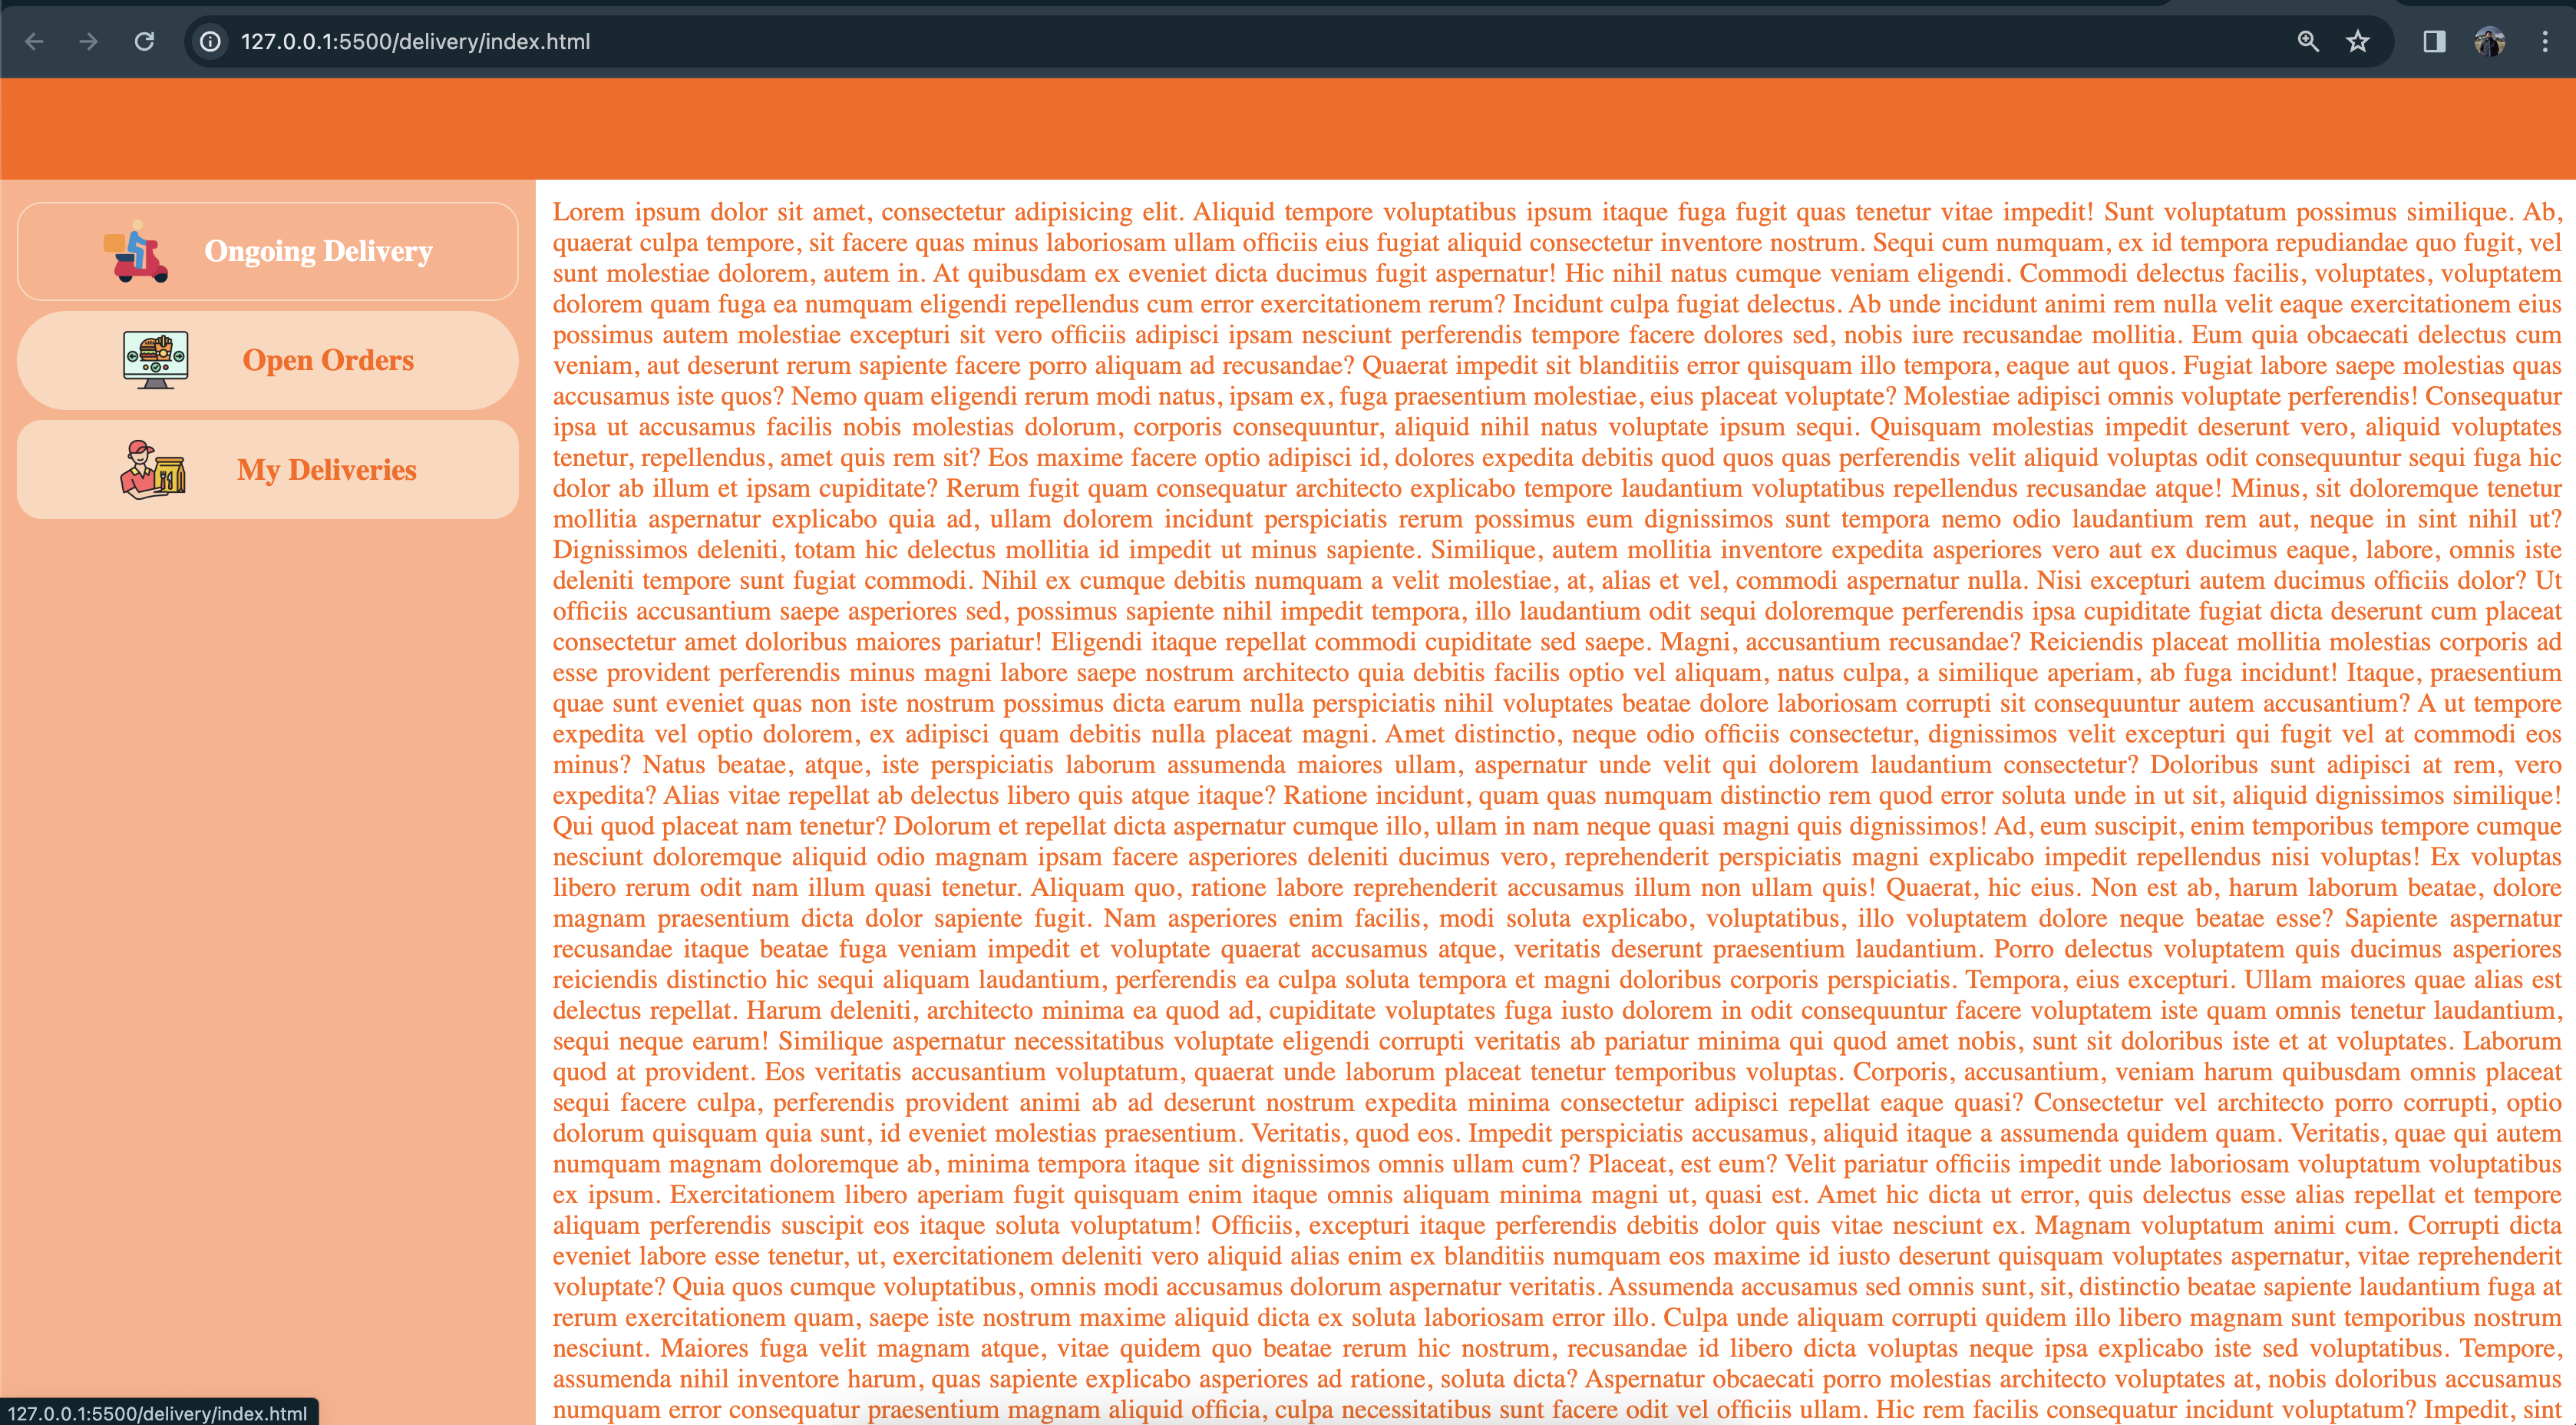 127.0.0.1:5500/delivery/index.html
Ongoing Delivery
Open Orders
My Deliveries
Lorem ipsum dolor sit amet, consectetur adipisicing elit. Aliquid tempore voluptatibus ipsum itaque fuga fugit quas tenetur vitae impedit! Sunt voluptatum possimus similique. Ab,
quaerat culpa tempore, sit facere quas minus laboriosam ullam officiis eius fugiat aliquid consectetur inventore nostrum. Sequi cum numquam, ex id tempora repudiandae quo fugit, vel
sunt molestiae dolorem, autem in. At quibusdam ex eveniet dicta ducimus fugit aspernatur! Hic nihil natus cumque veniam eligendi. Commodi delectus facilis, voluptates, voluptatem
dolorem quam fuga ea numquam eligendi repellendus cum error exercitationem rerum? Incidunt culpa fugiat delectus. Ab unde incidunt animi rem nulla velit eaque exercitationem eius
possimus autem molestiae excepturi sit vero officiis adipisci ipsam nesciunt perferendis tempore facere dolores sed, nobis iure recusandae mollitia. Eum quia obcaecati delectus cum
veniam, aut deserunt rerum sapiente facere porro aliquam ad recusandae? Quaerat impedit sit blanditiis error quisquam illo tempora, eaque aut quos. Fugiat labore saepe molestias quas
accusamus iste quos? Nemo quam eligendi rerum modi natus, ipsam ex, fuga praesentium molestiae, eius placeat voluptate? Molestiae adipisci omnis voluptate perferendis! Consequatur
ipsa ut accusamus facilis nobis molestias dolorum, corporis consequuntur, aliquid nihil natus voluptate ipsum sequi. Quisquam molestias impedit deserunt vero, aliquid voluptates
tenetur, repellendus, amet quis rem sit? Eos maxime facere optio adipisci id, dolores expedita debitis quod quos quas perferendis velit aliquid voluptas odit consequuntur sequi fuga hic
dolor ab illum et ipsam cupiditate? Rerum fugit quam consequatur architecto explicabo tempore laudantium voluptatibus repellendus recusandae atque! Minus, sit doloremque tenetur
mollitia aspernatur explicabo quia ad, ullam dolorem incidunt perspiciatis rerum possimus eum dignissimos sunt tempora nemo odio laudantium rem aut, neque in sint nihil ut?
Dignissimos deleniti, totam hic delectus mollitia id impedit ut minus sapiente. Similique, autem mollitia inventore expedita asperiores vero aut ex ducimus eaque, labore, omnis iste
deleniti tempore sunt fugiat commodi. Nihil ex cumque debitis numquam a velit molestiae, at, alias et vel, commodi aspernatur nulla. Nisi excepturi autem ducimus officiis dolor? Ut
officiis accusantium saepe asperiores sed, possimus sapiente nihil impedit tempora, illo laudantium odit sequi doloremque perferendis ipsa cupiditate fugiat dicta deserunt cum placeat
consectetur amet doloribus maiores pariatur! Eligendi itaque repellat commodi cupiditate sed saepe. Magni, accusantium recusandae? Reiciendis placeat mollitia molestias corporis ad
esse provident perferendis minus magni labore saepe nostrum architecto quia debitis facilis optio vel aliquam, natus culpa, a similique aperiam, ab fuga incidunt! Itaque, praesentium
quae sunt eveniet quas non iste nostrum possimus dicta earum nulla perspiciatis nihil voluptates beatae dolore laboriosam corrupti sit consequuntur autem accusantium? A ut tempore
expedita vel optio dolorem, ex adipisci quam debitis nulla placeat magni. Amet distinctio, neque odio officiis consectetur, dignissimos velit excepturi qui fugit vel at commodi eos
minus? Natus beatae, atque, iste perspiciatis laborum assumenda maiores ullam, aspernatur unde velit qui dolorem laudantium consectetur? Doloribus sunt adipisci at rem, vero
expedita? Alias vitae repellat ab delectus libero quis atque itaque? Ratione incidunt, quam quas numquam distinctio rem quod error soluta unde in ut sit, aliquid dignissimos similique!
Qui quod placeat nam tenetur? Dolorum et repellat dicta aspernatur cumque illo, ullam in nam neque quasi magni quis dignissimos! Ad, eum suscipit, enim temporibus tempore cumque
nesciunt doloremque aliquid odio magnam ipsam facere asperiores deleniti ducimus vero, reprehenderit perspiciatis magni explicabo impedit repellendus nisi voluptas! Ex voluptas
libero rerum odit nam illum quasi tenetur. Aliquam quo, ratione labore reprehenderit accusamus illum non ullam quis! Quaerat, hic eius. Non est ab, harum laborum beatae, dolore
magnam praesentium dicta dolor sapiente fugit. Nam asperiores enim facilis, modi soluta explicabo, voluptatibus, illo voluptatem dolore neque beatae esse? Sapiente aspernatur
recusandae itaque beatae fuga veniam impedit et voluptate quaerat accusamus atque, veritatis deserunt praesentium laudantium. Porro delectus voluptatem quis ducimus asperiores
reiciendis distinctio hic sequi aliquam laudantium, perferendis ea culpa soluta tempora et magni doloribus corporis perspiciatis. Tempora, eius excepturi. Ullam maiores quae alias est
delectus repellat. Harum deleniti, architecto minima ea quod ad, cupiditate voluptates fuga iusto dolorem in odit consequuntur facere voluptatem iste quam omnis tenetur laudantium,
sequi neque earum! Similique aspernatur necessitatibus voluptate eligendi corrupti veritatis ab pariatur minima qui quod amet nobis, sunt sit doloribus iste et at voluptates. Laborum
quod at provident. Eos veritatis accusantium voluptatum, quaerat unde laborum placeat tenetur temporibus voluptas. Corporis, accusantium, veniam harum quibusdam omnis placeat
sequi facere culpa, perferendis provident animi ab ad deserunt nostrum expedita minima consectetur adipisci repellat eaque quasi? Consectetur vel architecto porro corrupti, optio
dolorum quisquam quia sunt, id eveniet molestias praesentium. Veritatis, quod eos. Impedit perspiciatis accusamus, aliquid itaque a assumenda quidem quam. Veritatis, quae qui autem
numquam magnam doloremque ab, minima tempora itaque sit dignissimos omnis ullam cum? Placeat, est eum? Velit pariatur officiis impedit unde laboriosam voluptatum voluptatibus
ex ipsum. Exercitationem libero aperiam fugit quisquam enim itaque omnis aliquam minima magni ut, quasi est. Amet hic dicta ut error, quis delectus esse alias repellat et tempore
aliquam perferendis suscipit eos itaque soluta voluptatum! Officiis, excepturi itaque perferendis debitis dolor quis vitae nesciunt ex. Magnam voluptatum animi cum. Corrupti dicta
eveniet labore esse tenetur, ut, exercitationem deleniti vero aliquid alias enim ex blanditiis numquam eos maxime id iusto deserunt quisquam voluptates aspernatur, vitae reprehenderit
voluptate? Quia quos cumque voluptatibus, omnis modi accusamus dolorum aspernatur veritatis. Assumenda accusamus sed omnis sunt, sit, distinctio beatae sapiente laudantium fuga at
rerum exercitationem quam, saepe iste nostrum maxime aliquid dicta ex soluta laboriosam error illo. Culpa unde aliquam corrupti quidem illo libero magnam sunt temporibus nostrum
nesciunt. Maiores fuga velit magnam atque, vitae quidem quo beatae rerum hic nostrum, recusandae id libero dicta voluptas neque ipsa explicabo iste sed voluptatibus. Tempore,
assumenda nihil inventore harum, quas sapiente explicabo asperiores ad ratione, soluta dicta? Aspernatur obcaecati porro molestias architecto voluptates at, nobis doloribus accusamus
numquam error consequatur praesentium magnam aliquid officia, culpa necessitatibus sunt facere odit vel officiis ullam. Hic rem facilis consequatur incidunt voluptatum? Impedit, sint
127.0.0.1:5500/delivery/index.html